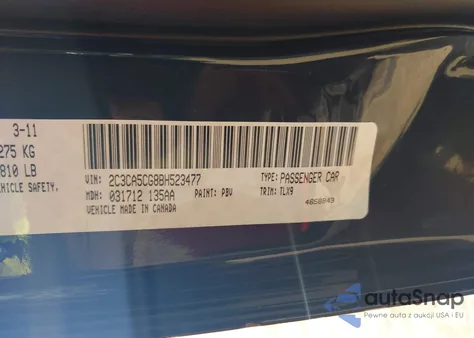 3-11
275 KG
810 LB
VEHICLE SAFETY,
VIN: 2C3CA5CG8BH523477
TYPE: PASSENGER CAR
MDH: 031712 135AA
PAINT: PBV
TRIM: TLX9
VEHICLE MADE IN CANADA
4658849
autoSnap
Pewne auta z aukcji USA i EU